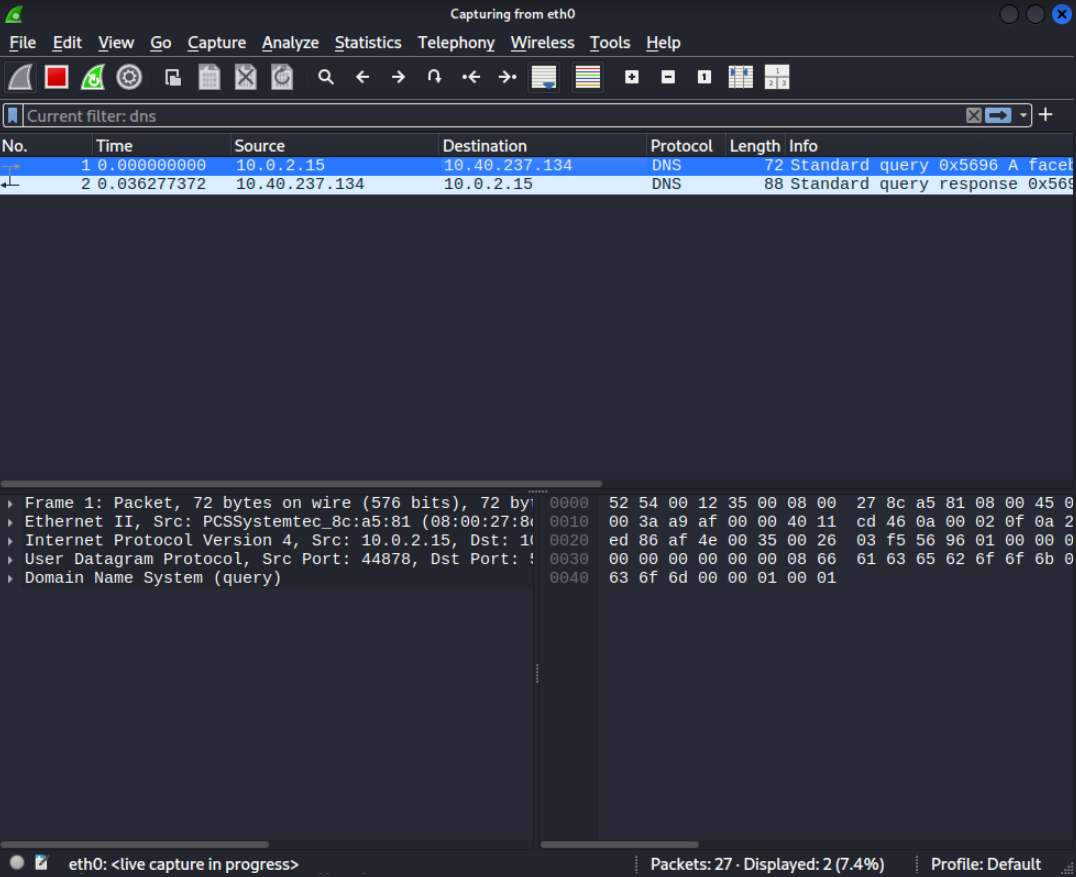 Capturing from eth0
File Edit View Go Capture Analyze Statistics Telephony Wireless Tools Help
Current filter: dns
No. Time Source Destination Protocol Length Info
1 0.000000000 10.0.2.15 10.40.237.134 DNS 72 Standard query 0x5696 A faceb
2 0.036277372 10.40.237.134 10.0.2.15 DNS 88 Standard query response 0x569
Frame 1: Packet, 72 bytes on wire (576 bits), 72 byt
Ethernet II, Src: PCSSystemtec_8c:a5:81 (08:00:27:8c
Internet Protocol Version 4, Src: 10.0.2.15, Dst: 10
User Datagram Protocol, Src Port: 44878, Dst Port: 5
Domain Name System (query)
0000 52 54 00 12 35 00 08 00 27 8c a5 81 08 00 45 0
0010 00 3a a9 af 00 00 40 11 cd 46 0a 00 02 0f 0a 2
0020 ed 86 af 4e 00 35 00 26 03 f5 56 96 01 00 00 0
0030 00 00 00 00 00 00 08 66 61 63 65 62 6f 6f 6b 0
0040 63 6f 6d 00 00 01 00 01
eth0: <live capture in progress> Packets: 27 · Displayed: 2 (7.4%) Profile: Default